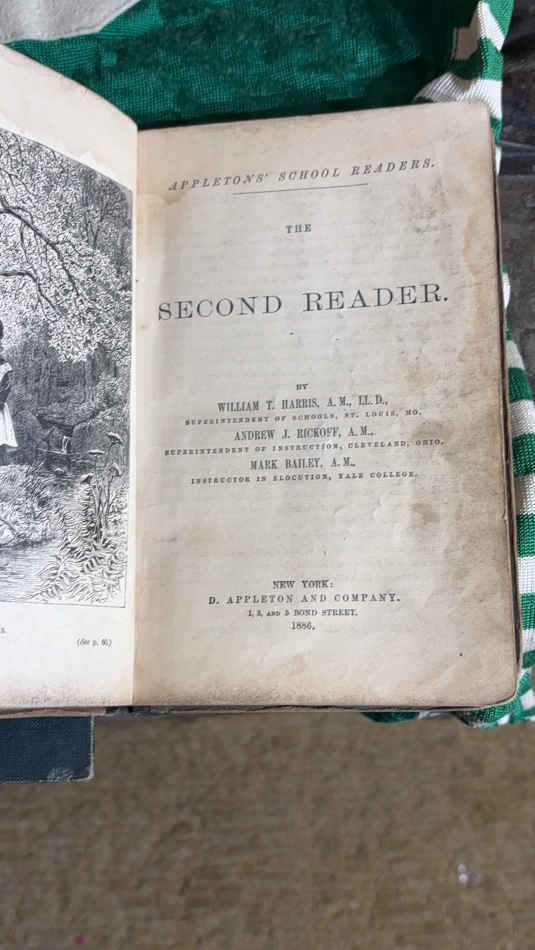 APPLETONS' SCHOOL READERS.
THE
SECOND READER.
BY
WILLIAM T. HARRIS, A. M., LL. D.,
SUPERINTENDENT OF SCHOOLS, ST. LOUIS, MO.
ANDREW J. RICKOFF, A. M.,
SUPERINTENDENT OF INSTRUCTION, CLEVELAND, OHIO.
MARK BAILEY, A. M.,
INSTRUCTOR IN ELOCUTION, YALE COLLEGE.
NEW YORK:
D. APPLETON AND COMPANY.
1, 3, AND 5 BOND STREET.
1886.
(See p.